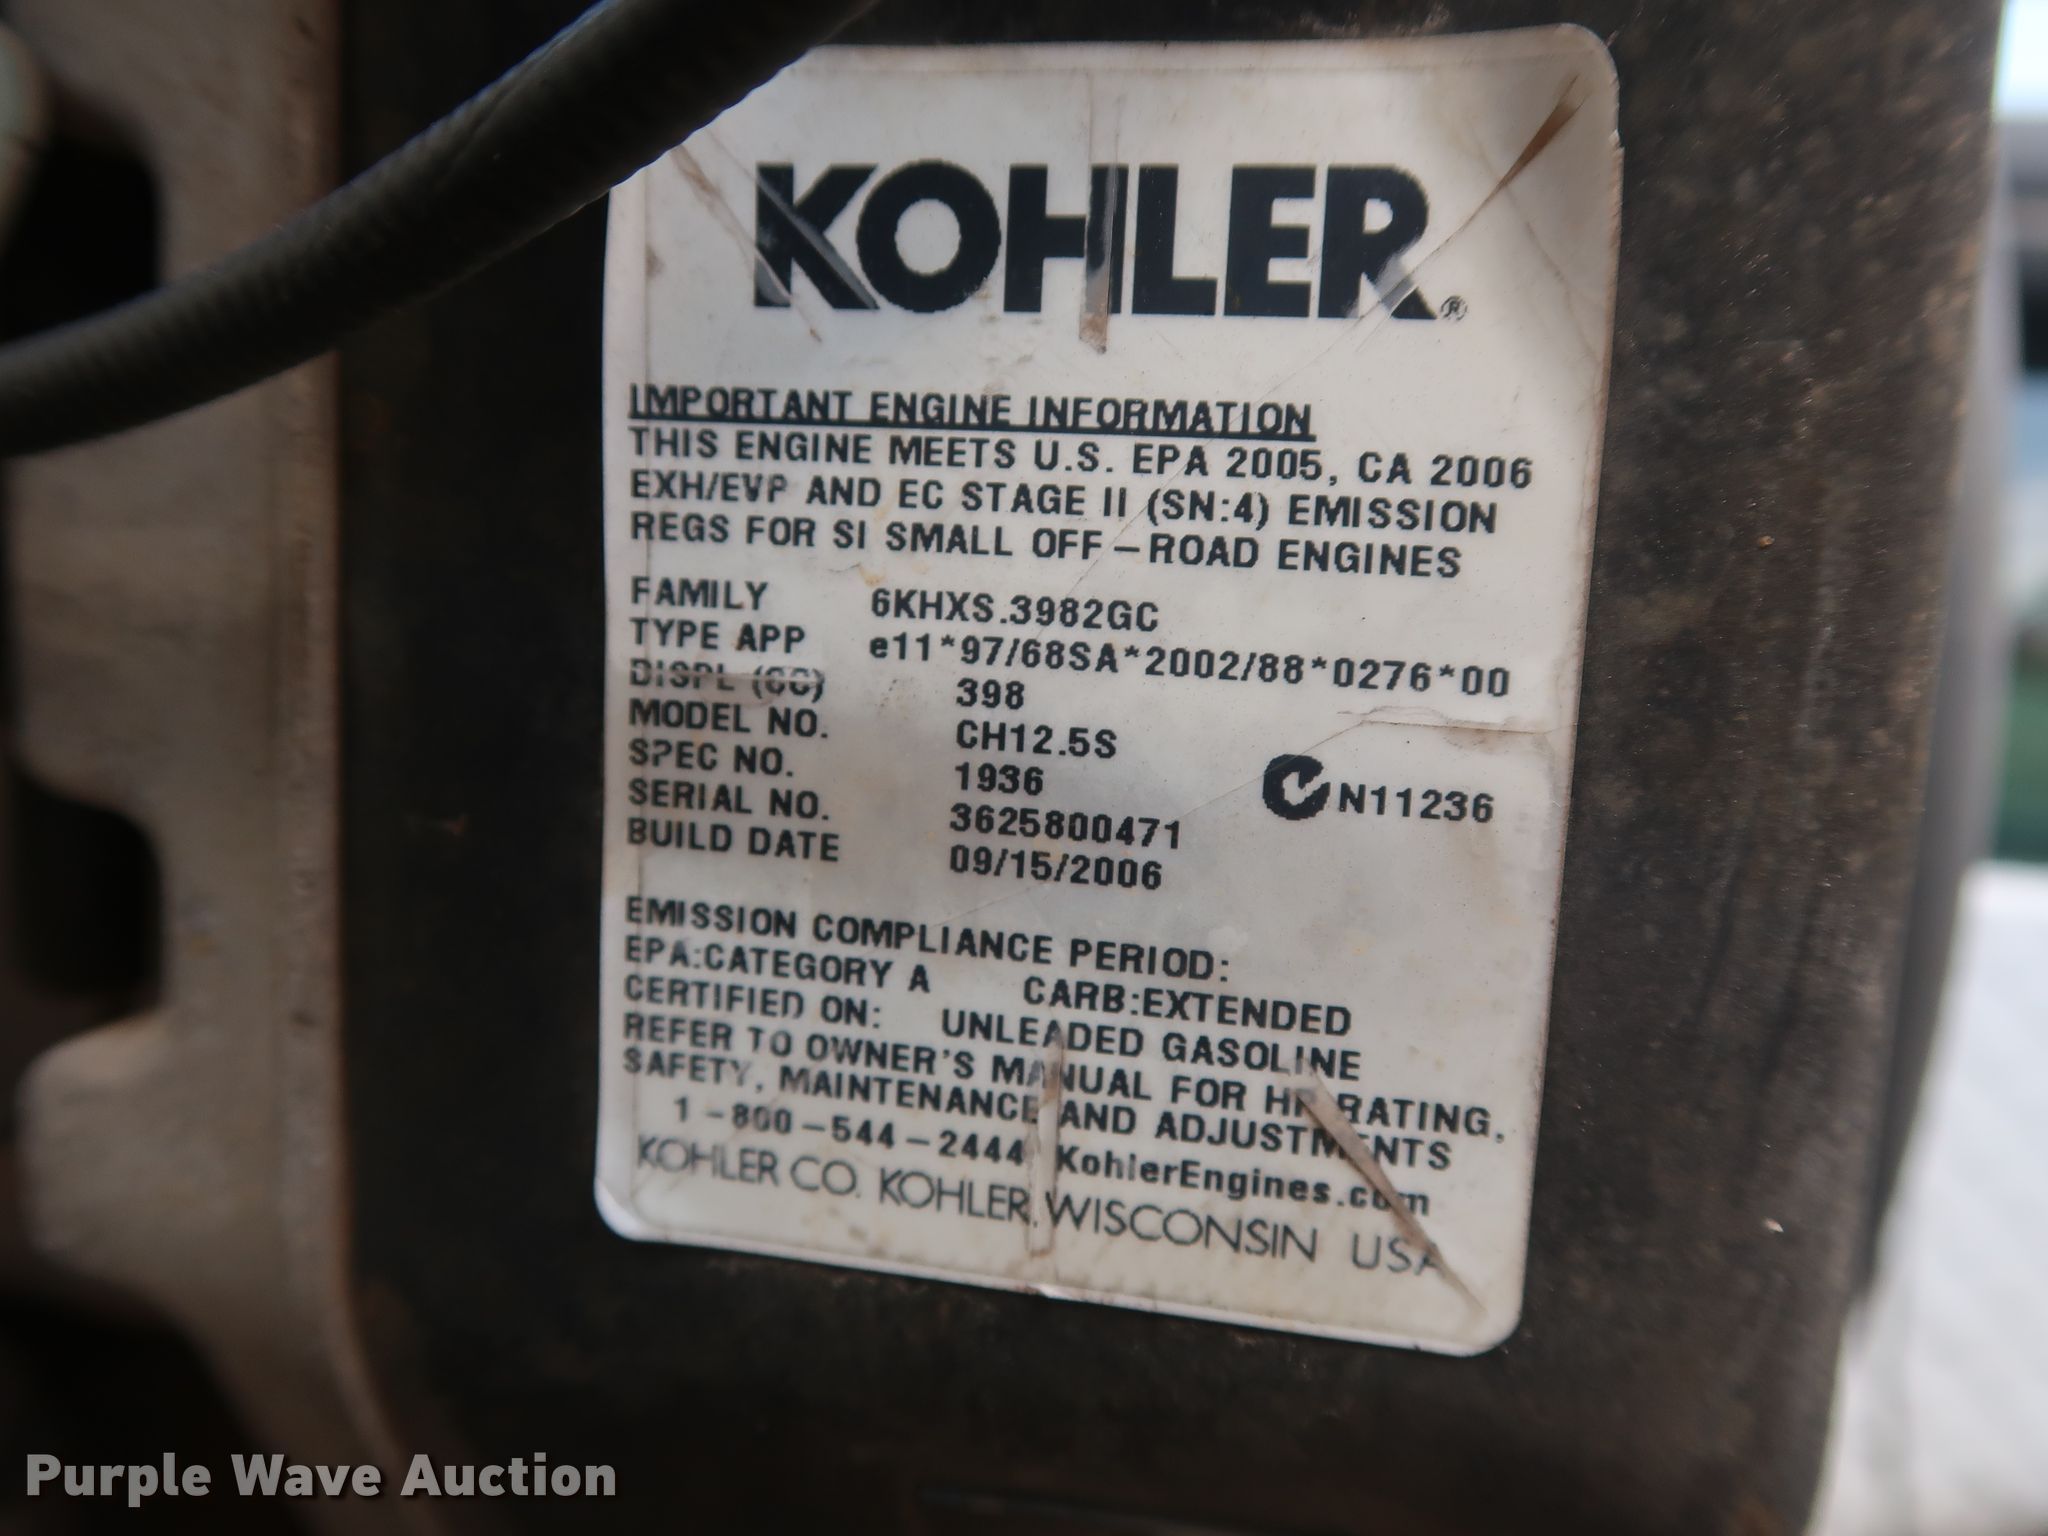 KOHLER®
IMPORTANT ENGINE INFORMATION
THIS ENGINE MEETS U.S. EPA 2005, CA 2006
EXH/EVP AND EC STAGE II (SN:4) EMISSION
REGS FOR SI SMALL OFF-ROAD ENGINES
FAMILY 6KHXS.3982GC
TYPE APP e11*97/68SA*2002/88*0276*00
DISPL (CC) 398
MODEL NO. CH12.5S
SPEC NO. 1936
SERIAL NO. 3625800471
BUILD DATE 09/15/2006
N11236
EMISSION COMPLIANCE PERIOD:
EPA:CATEGORY A CARB:EXTENDED
CERTIFIED ON: UNLEADED GASOLINE
REFER TO OWNER'S MANUAL FOR HP RATING,
SAFETY, MAINTENANCE AND ADJUSTMENTS
1-800-544-2444 KohlerEngines.com
KOHLER CO. KOHLER, WISCONSIN USA
Purple Wave Auction